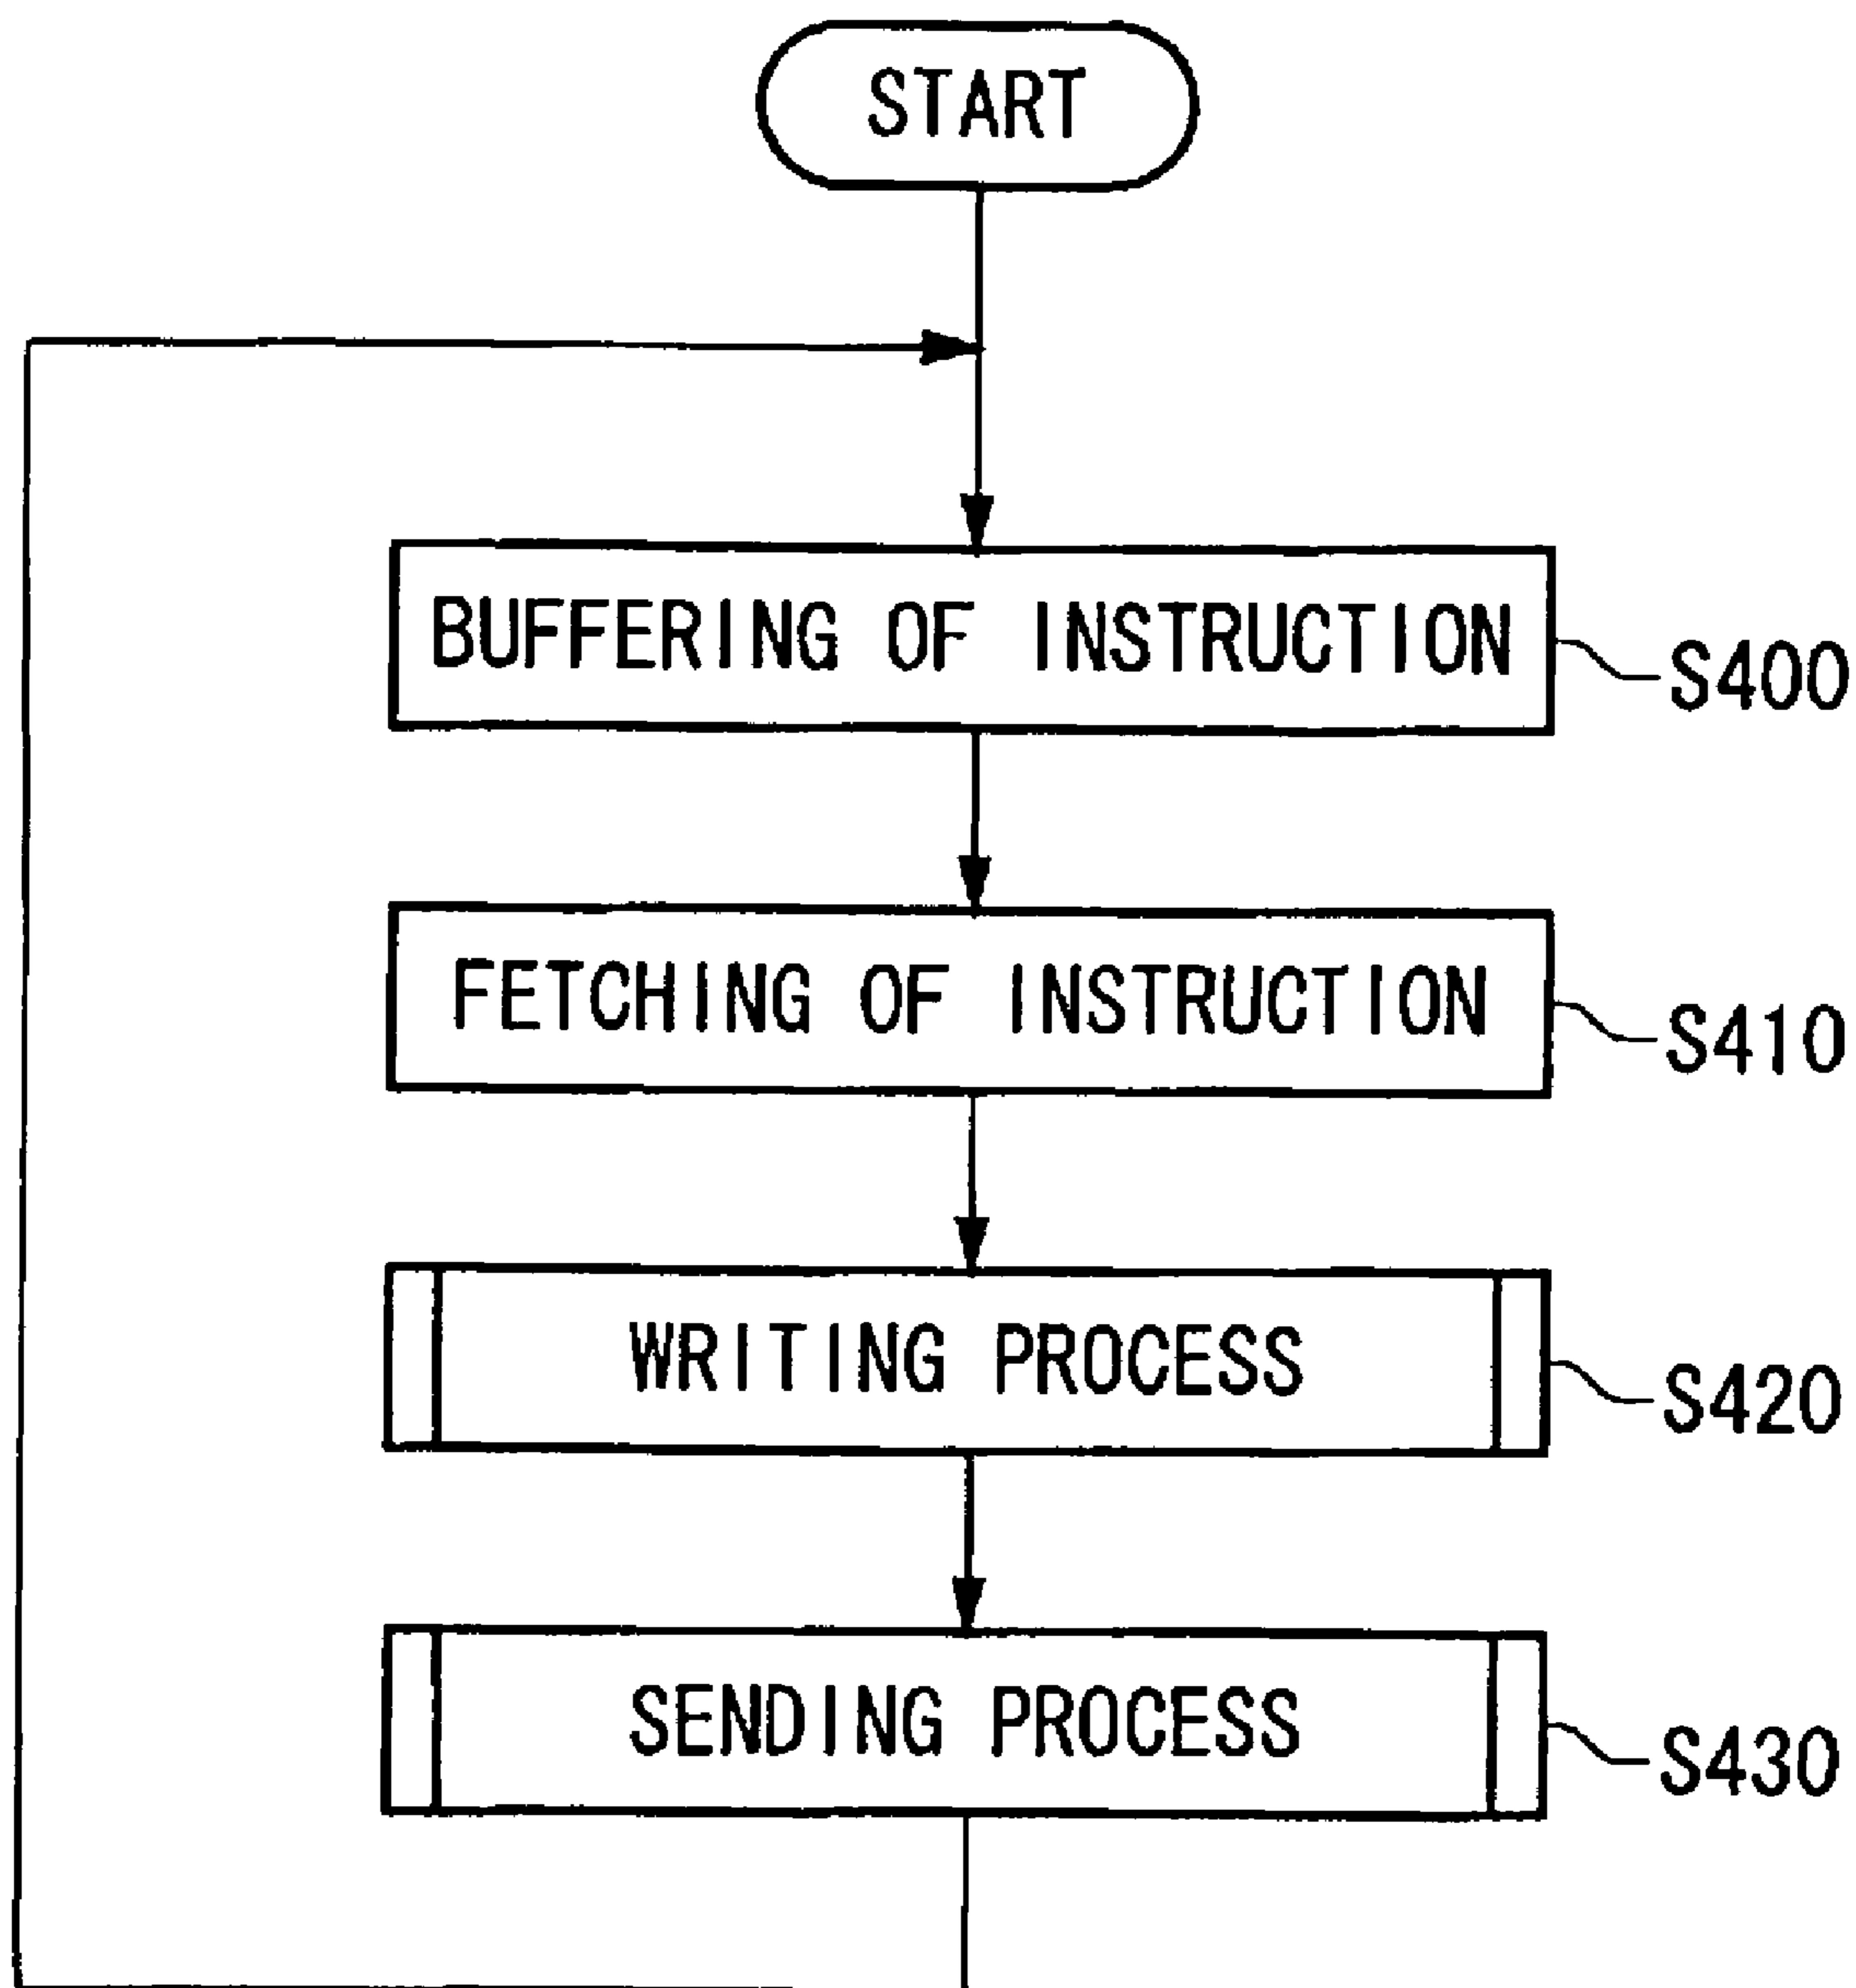 START
BUFFERING OF INSTRUCTION
S400
FETCHING OF INSTRUCTION
S410
WRITING PROCESS
S420
SENDING PROCESS
S430